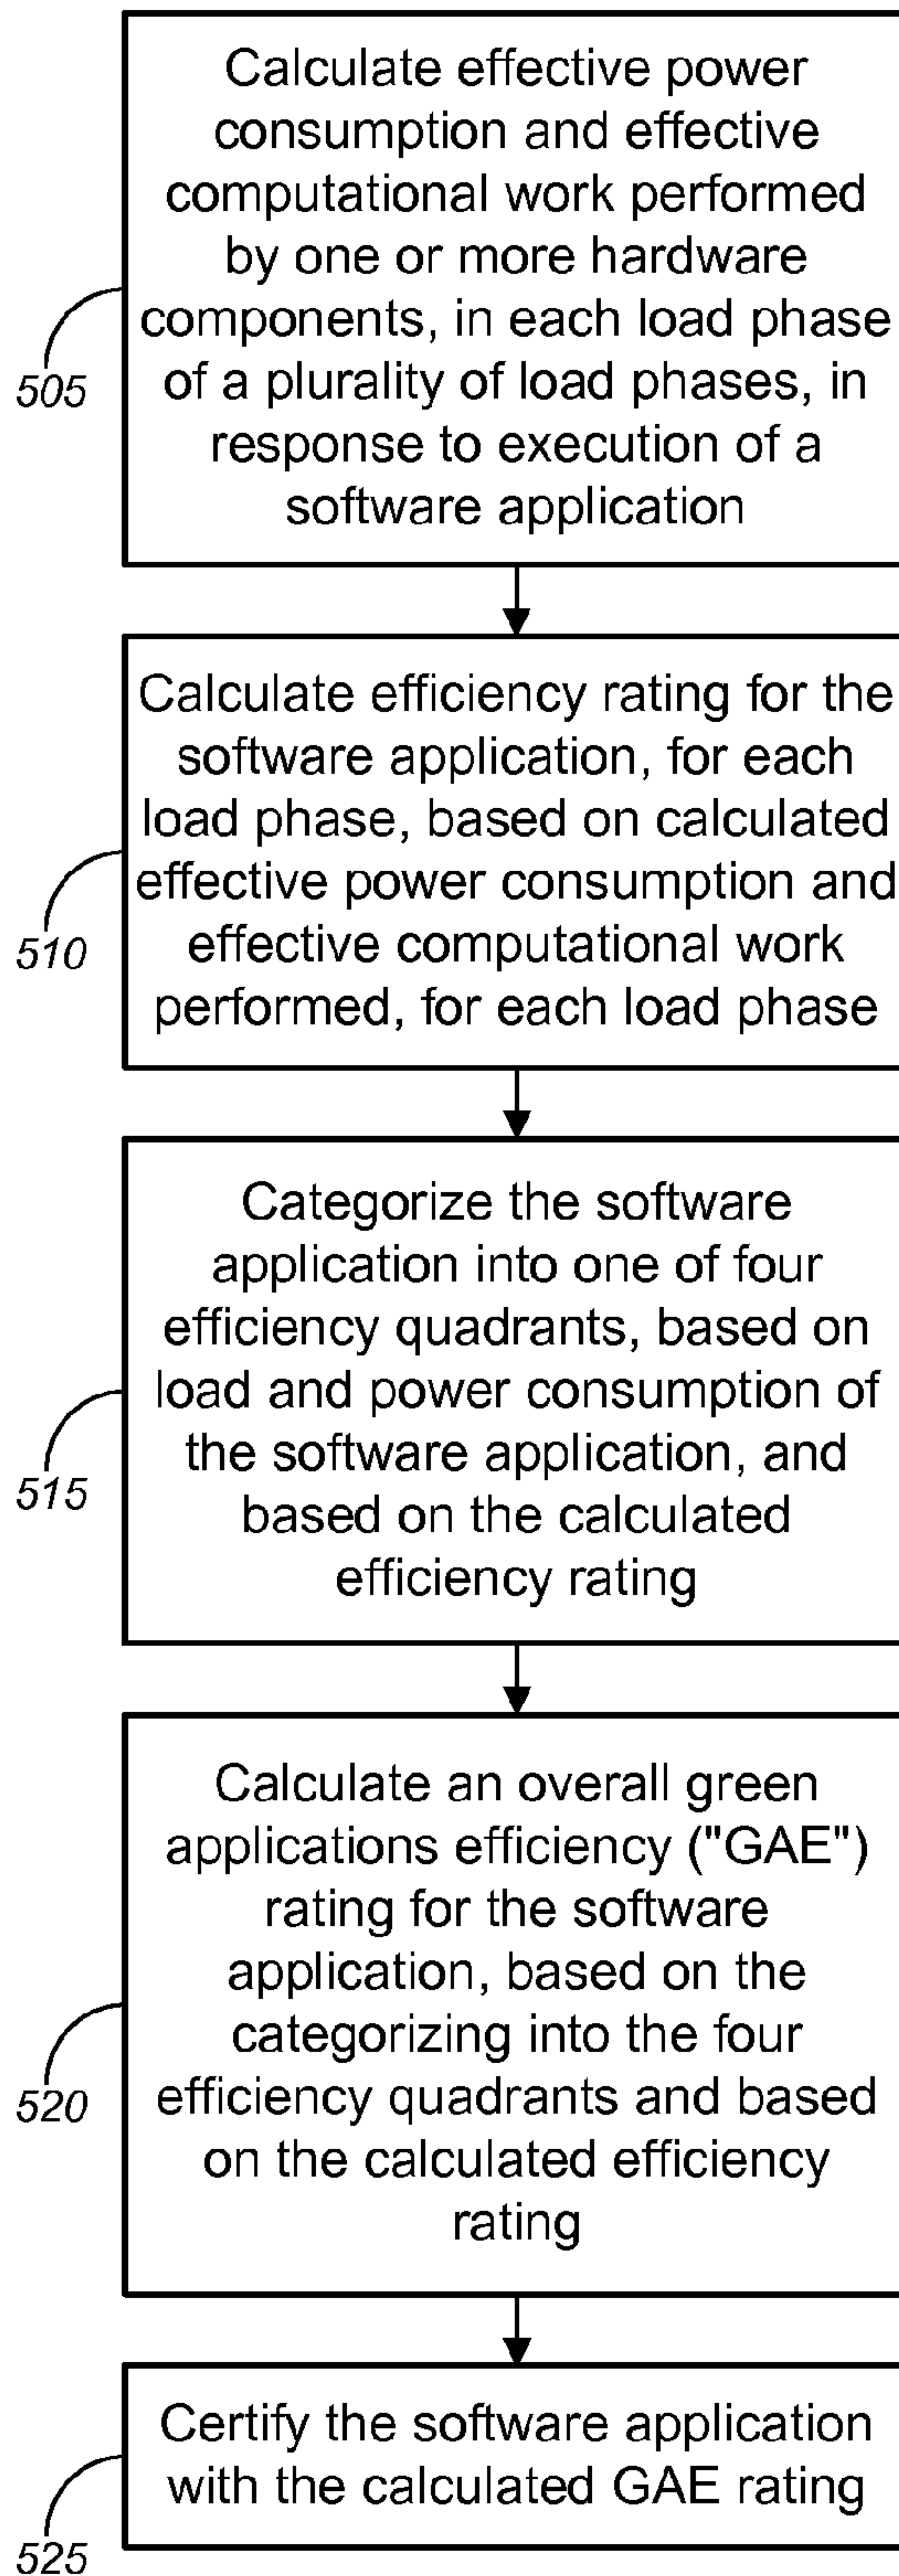 Calculate effective power
consumption and effective
computational work performed
by one or more hardware
components, in each load phase
of a plurality of load phases, in
response to execution of a
software application
505
Calculate efficiency rating for the
software application, for each
load phase, based on calculated
effective power consumption and
effective computational work
performed, for each load phase
510
Categorize the software
application into one of four
efficiency quadrants, based on
load and power consumption of
the software application, and
based on the calculated
efficiency rating
515
Calculate an overall green
applications efficiency ("GAE")
rating for the software
application, based on the
categorizing into the four
efficiency quadrants and based
on the calculated efficiency
rating
520
Certify the software application
with the calculated GAE rating
525